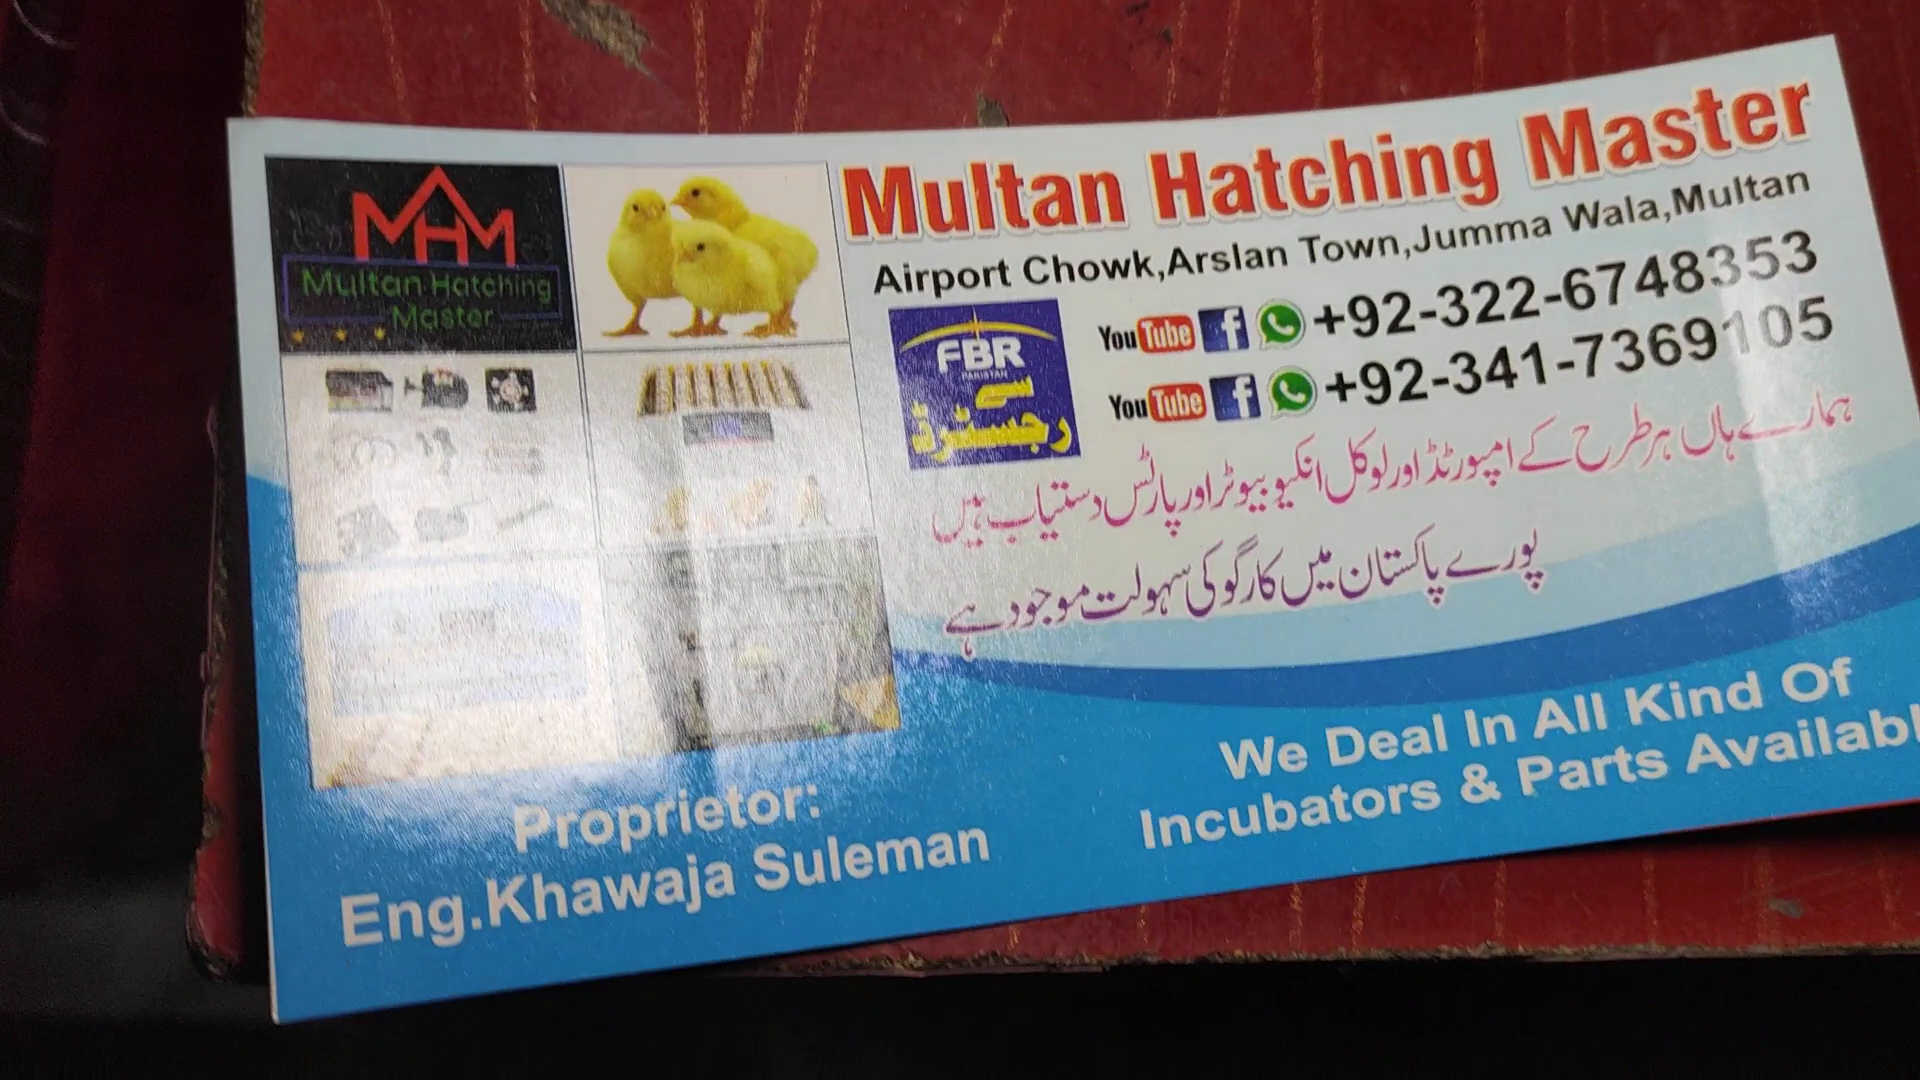 MHM
Multan Hatching
Master
Multan Hatching Master
Airport Chowk,Arslan Town,Jumma Wala,Multan
FBR
PAKISTAN
سے
رجسٹرڈ
YouTube f +92-322-6748353
YouTube f +92-341-7369105
ہمارے ہاں ہر طرح کے امپورٹڈ اور لوکل انکیوبیوٹر اور پارٹس دستیاب ہیں
پورے پاکستان میں کارگو کی سہولت موجود ہے
We Deal In All Kind Of
Incubators & Parts Availabl
Proprietor:
Eng.Khawaja Suleman